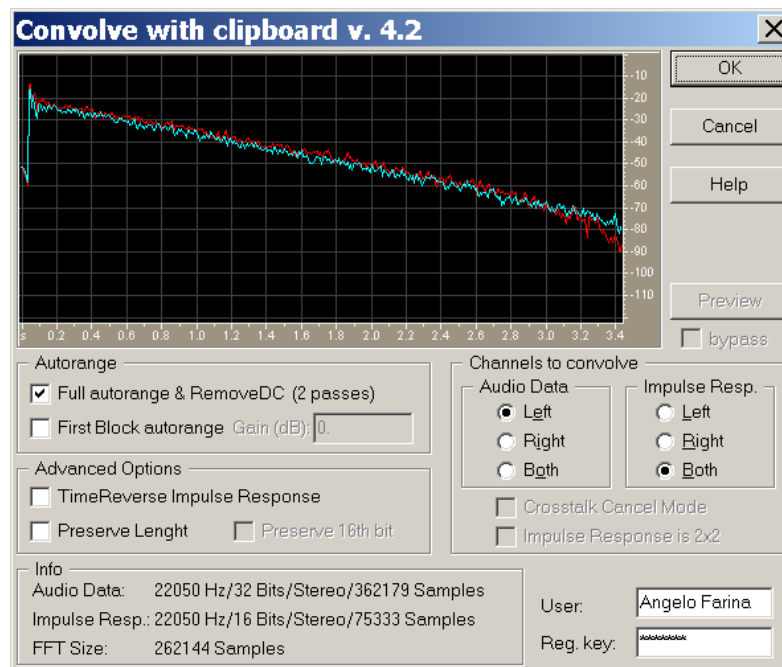 Convolve with clipboard v. 4.2
-10
-20
-30
-40
-50
-60
-70
-80
-90
-100
-110
s 0.2 0.4 0.6 0.8 1.0 1.2 1.4 1.6 1.8 2.0 2.2 2.4 2.6 2.8 3.0 3.2 3.4
OK
Cancel
Help
Preview
bypass
Autorange
Full autorange & RemoveDC (2 passes)
First Block autorange Gain (dB): 0.
Advanced Options
TimeReverse Impulse Response
Preserve Lenght Preserve 16th bit
Channels to convolve
Audio Data
Left
Right
Both
Impulse Resp.
Left
Right
Both
Crosstalk Cancel Mode
Impulse Response is 2x2
Info
Audio Data: 22050 Hz/32 Bits/Stereo/362179 Samples
Impulse Resp.: 22050 Hz/16 Bits/Stereo/75333 Samples
FFT Size: 262144 Samples
User: Angelo Farina
Reg. key: ********